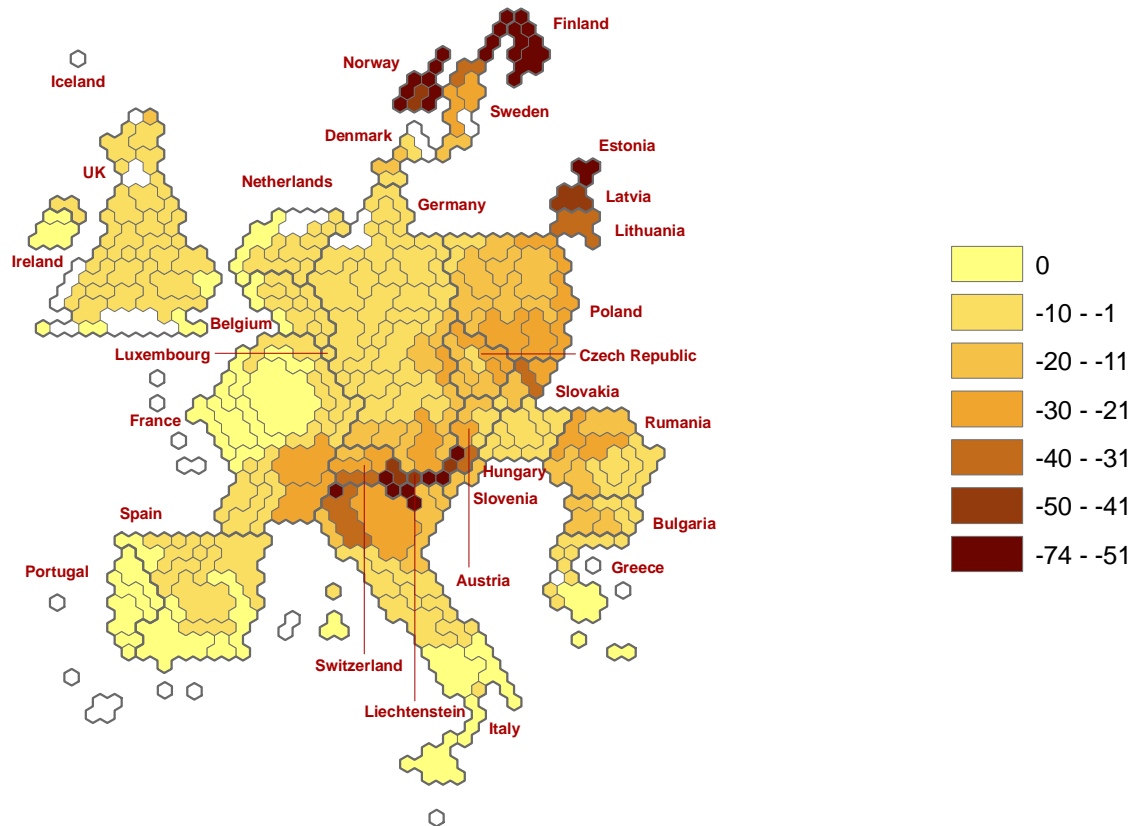 Finland
Norway
Iceland
Sweden
Denmark
Estonia
UK
Netherlands
Latvia
Germany
Lithuania
Ireland
0
-10 - -1
-20 - -11
-30 - -21
-40 - -31
-50 - -41
-74 - -51
Belgium
Poland
Luxembourg
Czech Republic
Slovakia
France
Rumania
Hungary
Slovenia
Spain
Bulgaria
Portugal
Greece
Austria
Switzerland
Liechtenstein
Italy